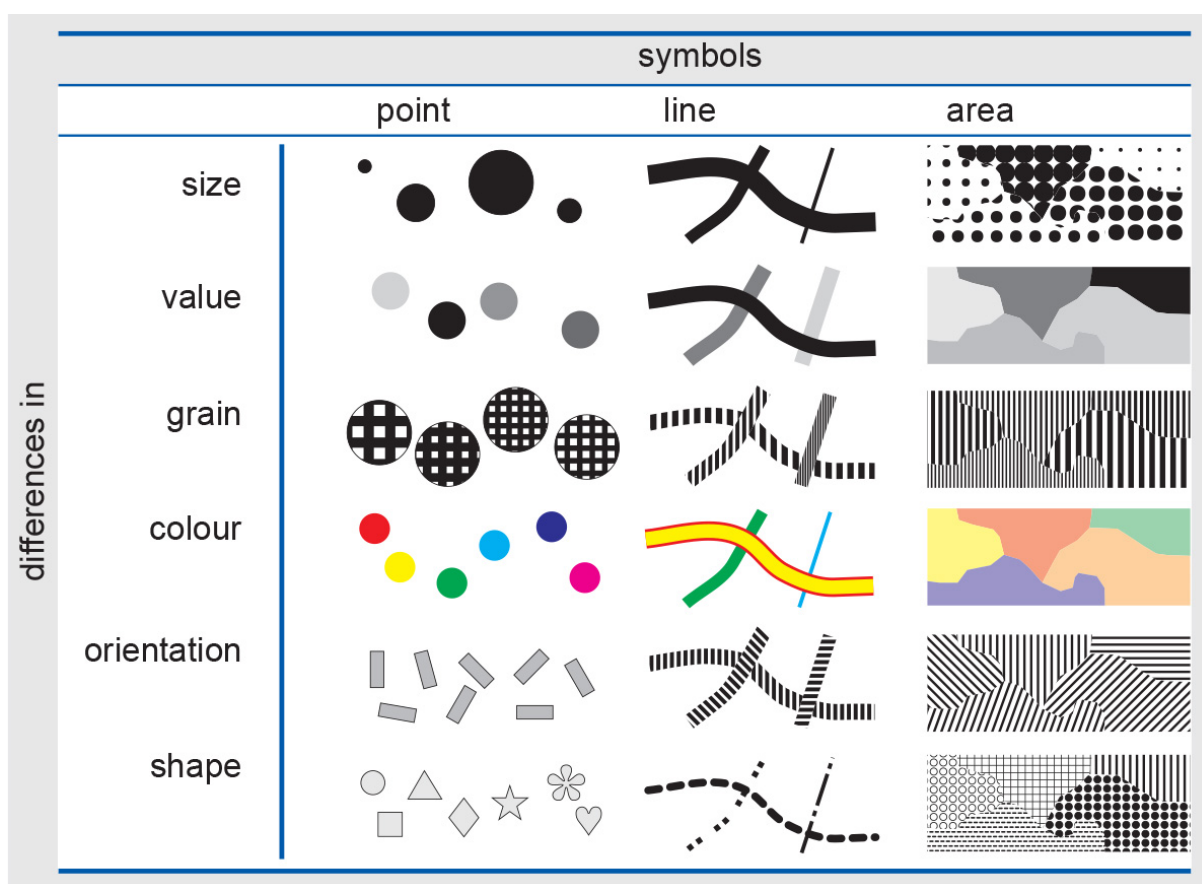 symbols
point line area
differences in
size
value
grain
colour
orientation
shape